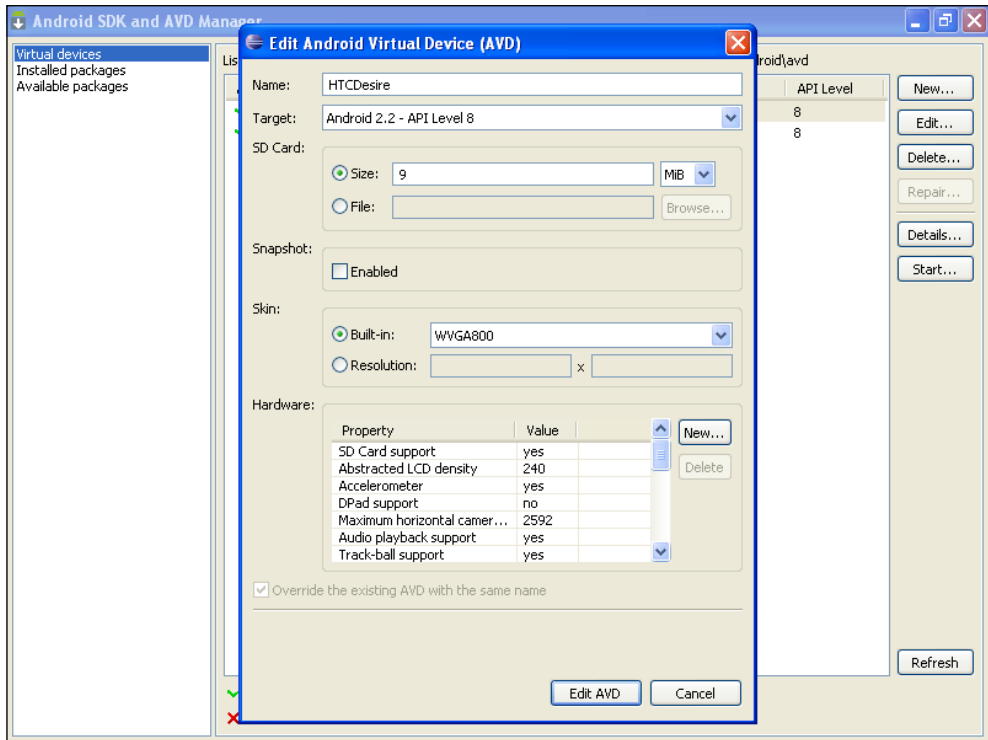 Android SDK and AVD Manager
Virtual devices
Installed packages
Available packages
Edit Android Virtual Device (AVD)
Name: HTCDesire
Target: Android 2.2 - API Level 8
SD Card:
Size: 9 MiB
File: Browse...
Snapshot:
Enabled
Skin:
Built-in: WVGA800
Resolution: x
Hardware:
Property Value
SD Card support yes
Abstracted LCD density 240
Accelerometer yes
DPad support no
Maximum horizontal camer... 2592
Audio playback support yes
Track-ball support yes
New...
Delete
Override the existing AVD with the same name
Edit AVD Cancel
Lis
roid\avd
API Level
8
8
New...
Edit...
Delete...
Repair...
Details...
Start...
Refresh